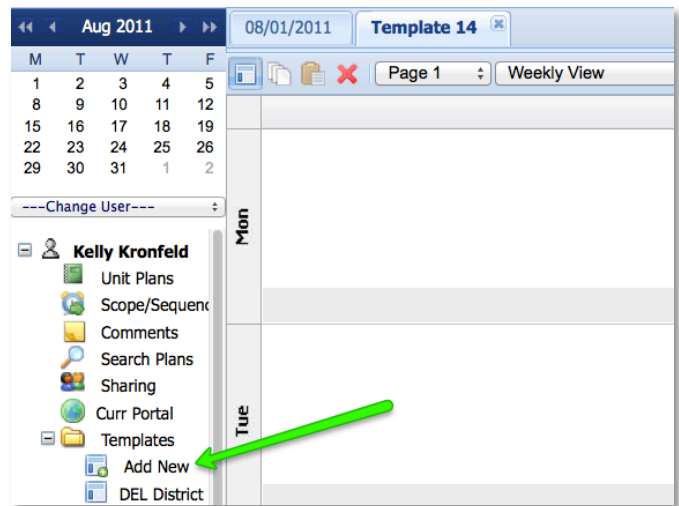 Aug 2011
M T W T F
1 2 3 4 5
8 9 10 11 12
15 16 17 18 19
22 23 24 25 26
29 30 31 1 2
---Change User---
Kelly Kronfeld
Unit Plans
Scope/Sequenc
Comments
Search Plans
Sharing
Curr Portal
Templates
Add New
DEL District
08/01/2011 Template 14
Page 1 Weekly View
Mon
Tue